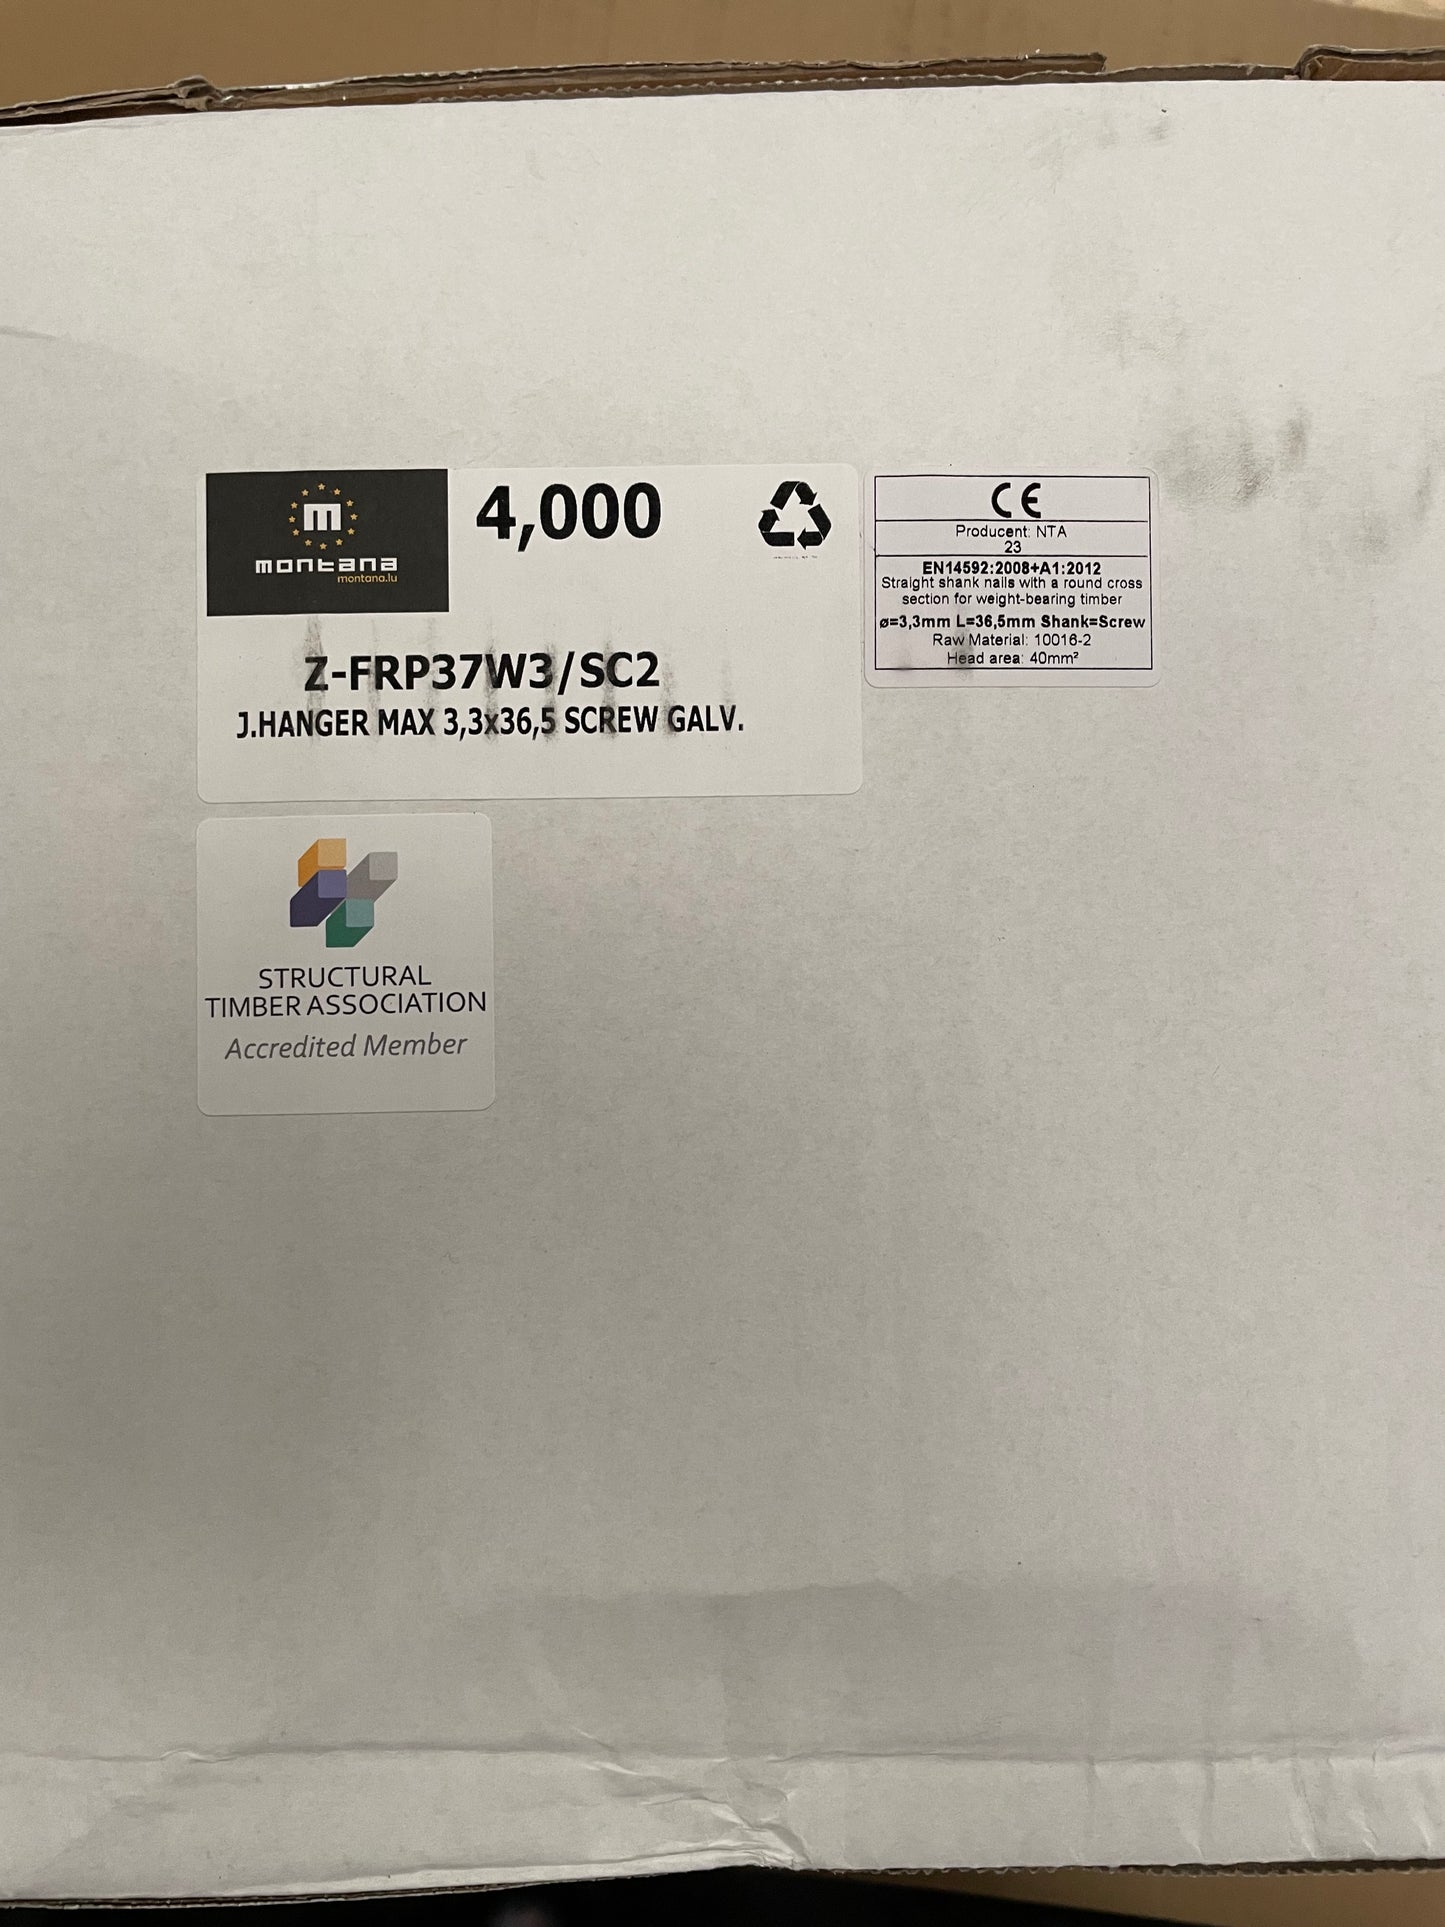 m
montana
montana.lu
4,000
Z-FRP37W3/SC2
J.HANGER MAX 3,3x36,5 SCREW GALV.
CE
Producent: NTA
23
EN14592:2008+A1:2012
Straight shank nails with a round cross
section for weight-bearing timber
ø=3,3mm L=36,5mm Shank=Screw
Raw Material: 10016-2
Head area: 40mm²
STRUCTURAL
TIMBER ASSOCIATION
Accredited Member